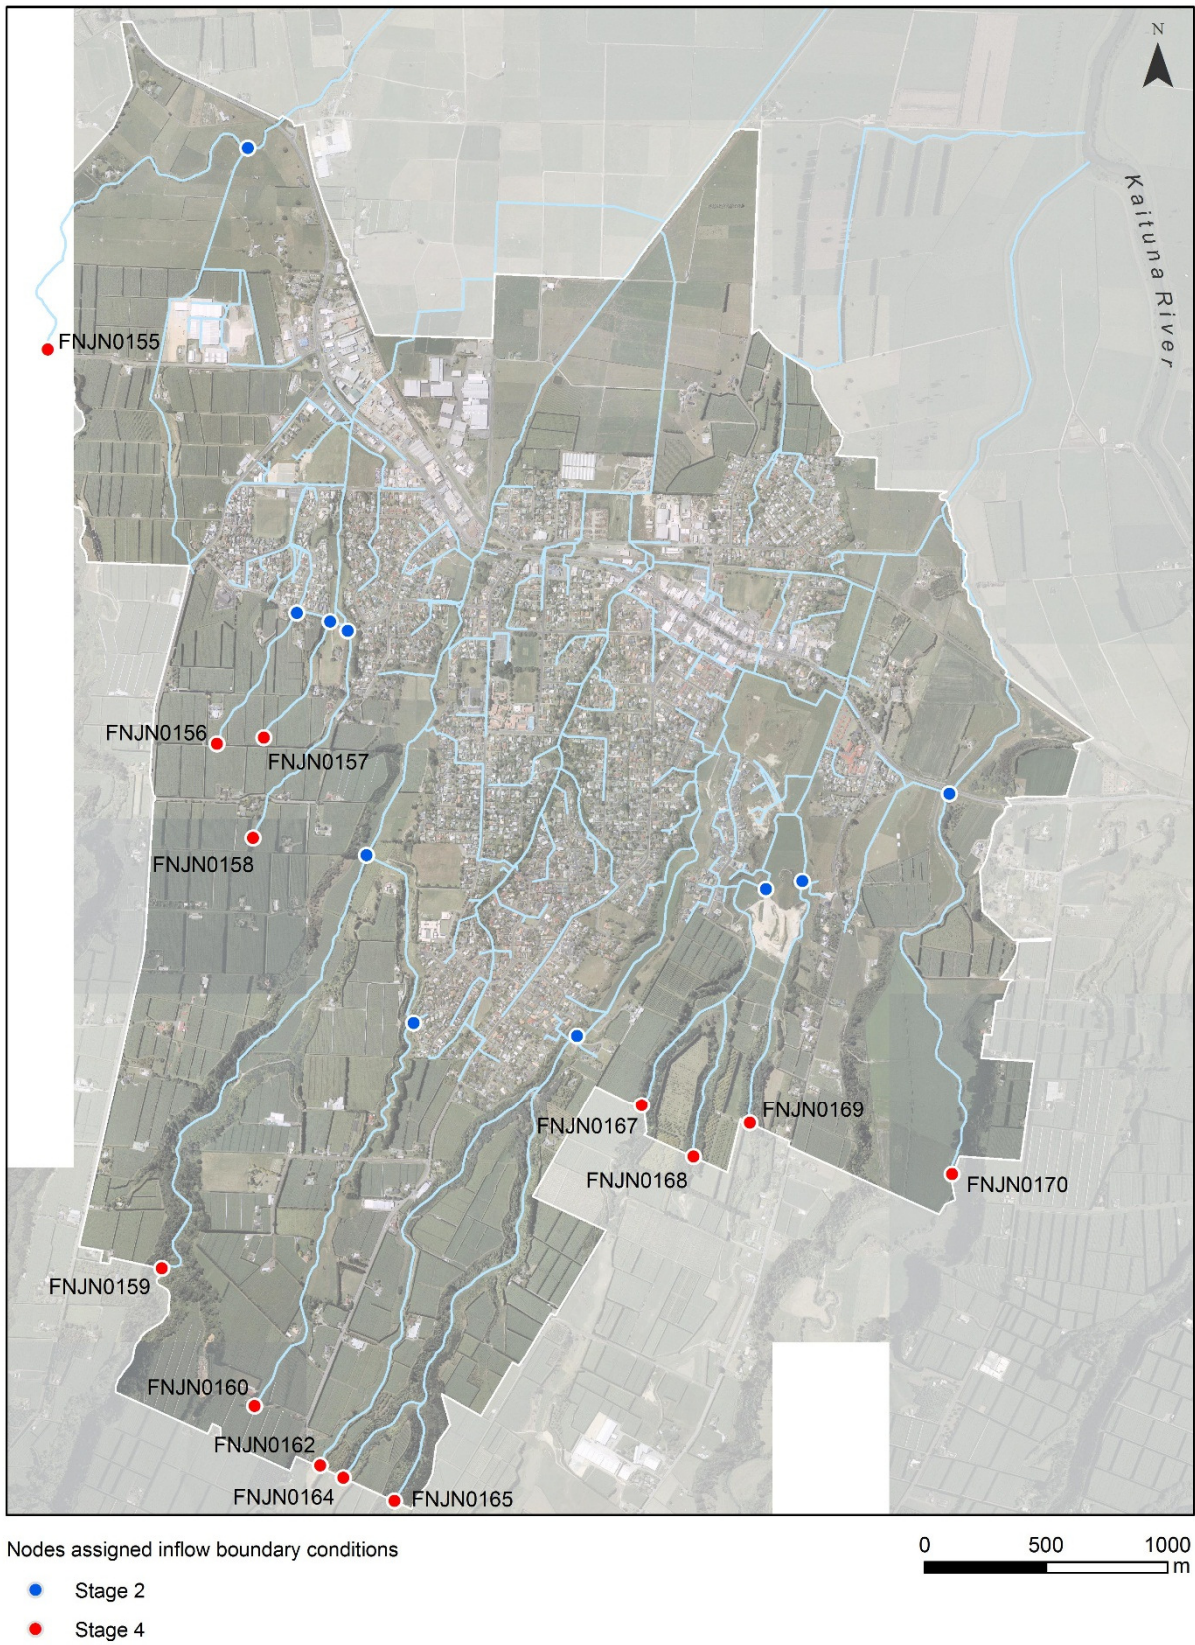 N
Kaituna River
FNJN0155
FNJN0156
FNJN0157
FNJN0158
FNJN0167
FNJN0169
FNJN0168
FNJN0170
FNJN0159
FNJN0160
FNJN0162
FNJN0164
FNJN0165
Nodes assigned inflow boundary conditions
Stage 2
Stage 4
0 500 1000
m